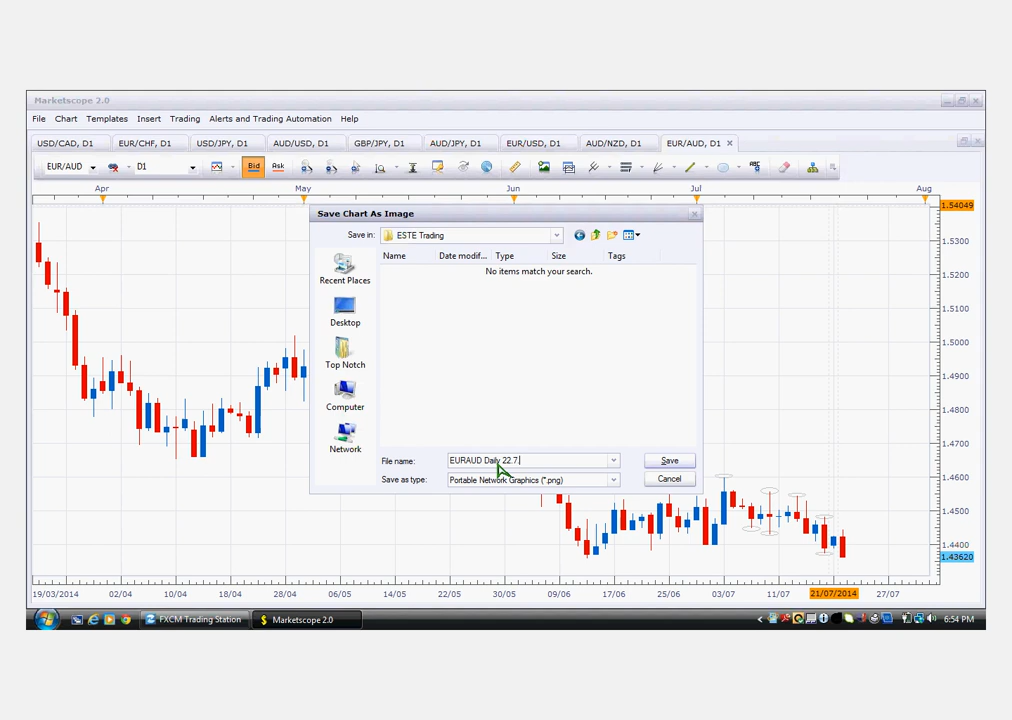 Marketscope 2.0
File Chart Templates Insert Trading Alerts and Trading Automation Help
USD/CAD, D1 EUR/CHF, D1 USD/JPY, D1 AUD/USD, D1 GBP/JPY, D1 AUD/JPY, D1 EUR/USD, D1 AUD/NZD, D1 EUR/AUD, D1
EUR/AUD D1 Bid Ask ABC
Apr May Jun Jul Aug
Save Chart As Image
Save in: ESTE Trading
Name Date modif... Type Size Tags
No items match your search.
Recent Places
Desktop
Top Notch
Computer
Network
File name: EURAUD Daily 22.7 Save
Save as type: Portable Network Graphics (*.png) Cancel
1.54049
1.5300
1.5200
1.5100
1.5000
1.4900
1.4800
1.4700
1.4500
1.4400
1.43620
19/03/2014 02/04 10/04 18/04 28/04 06/05 14/05 22/05 30/05 09/06 17/06 25/06 03/07 11/07 21/07/2014 27/07
FXCM Trading Station Marketscope 2.0 6:54 PM